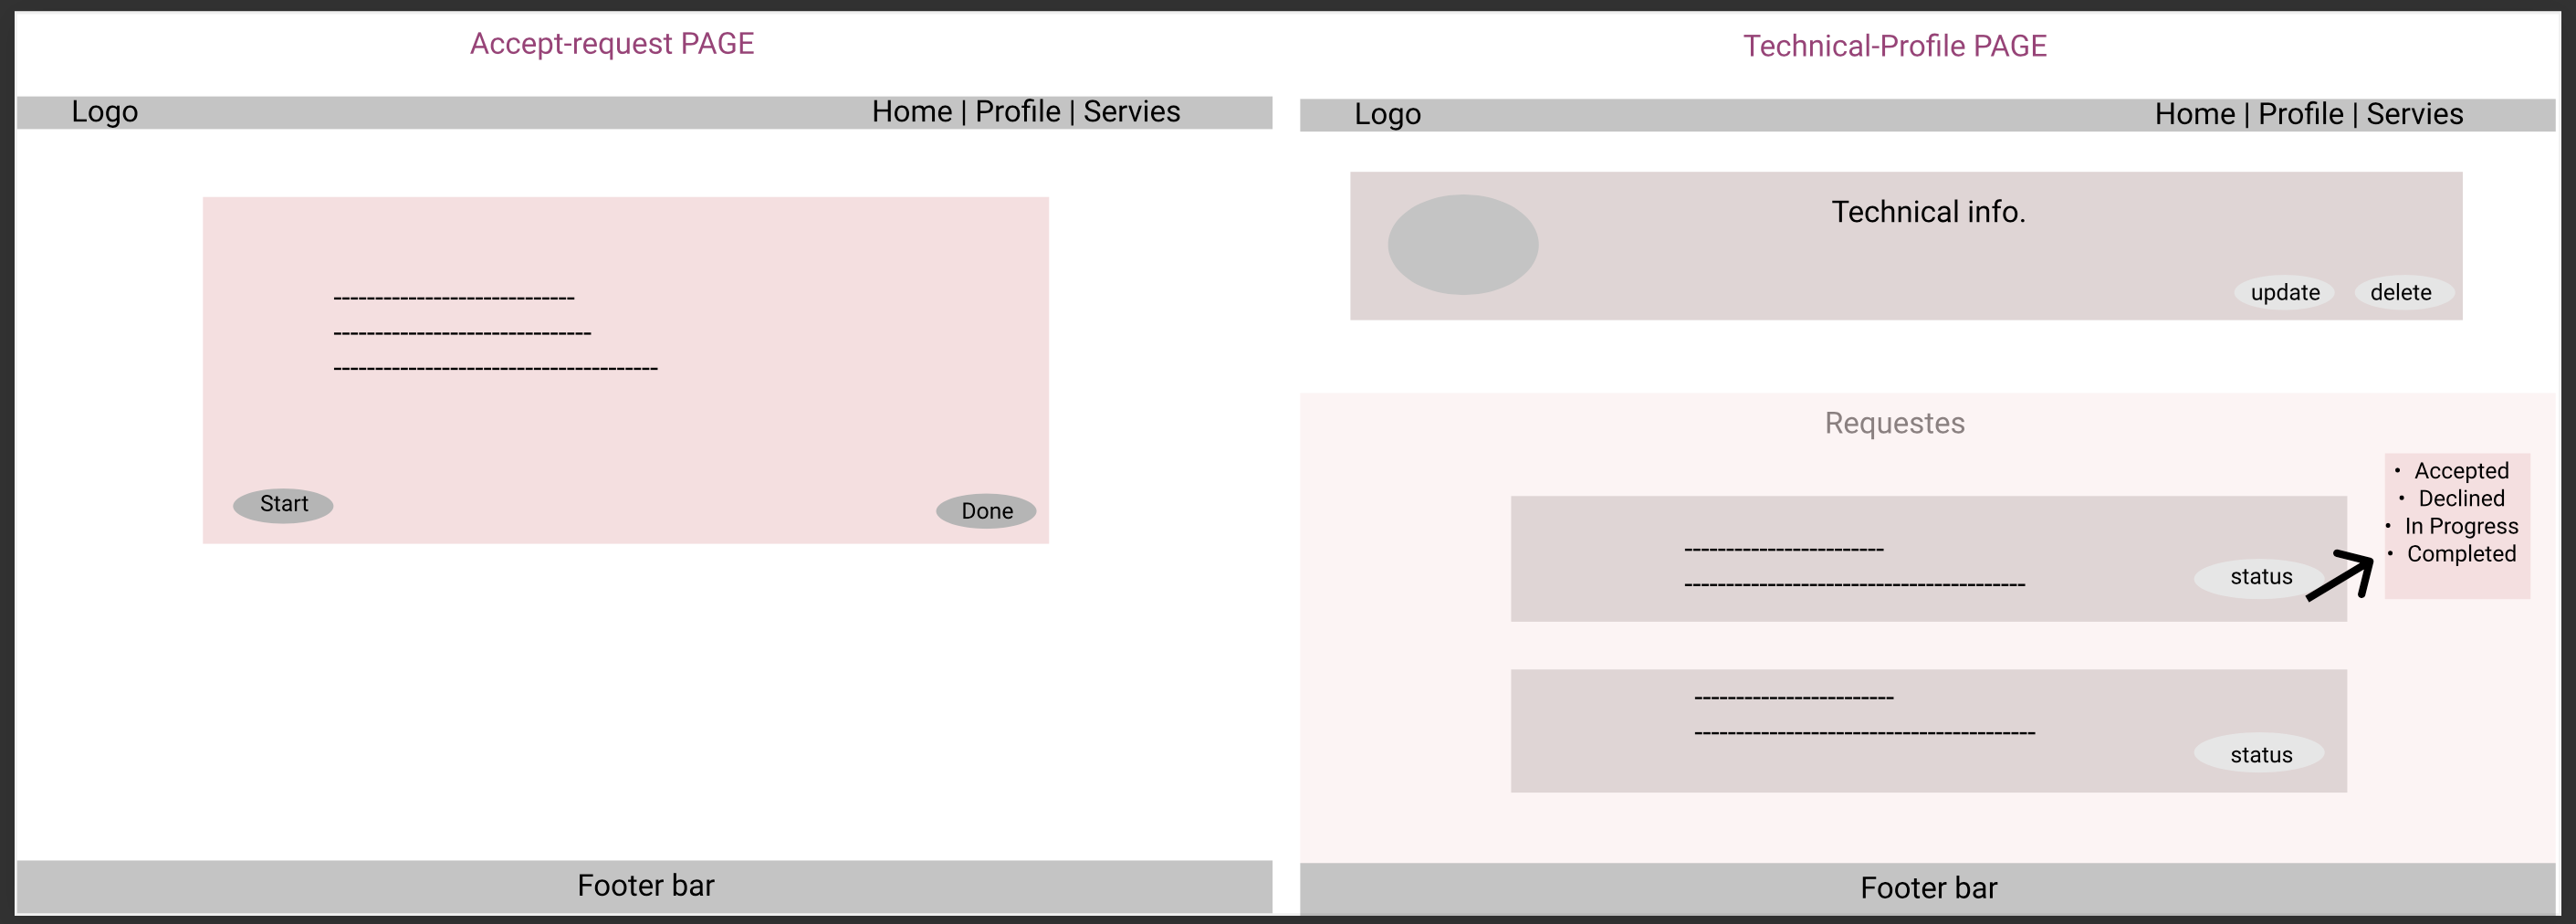 Accept-request PAGE
Logo
Home | Profile | Servies
-----------------------------
-------------------------------
---------------------------------------
Start
Done
Footer bar
Technical-Profile PAGE
Logo
Home | Profile | Servies
Technical info.
update
delete
Requestes
------------------------
-----------------------------------------
status
• Accepted
• Declined
• In Progress
• Completed
------------------------
-----------------------------------------
status
Footer bar